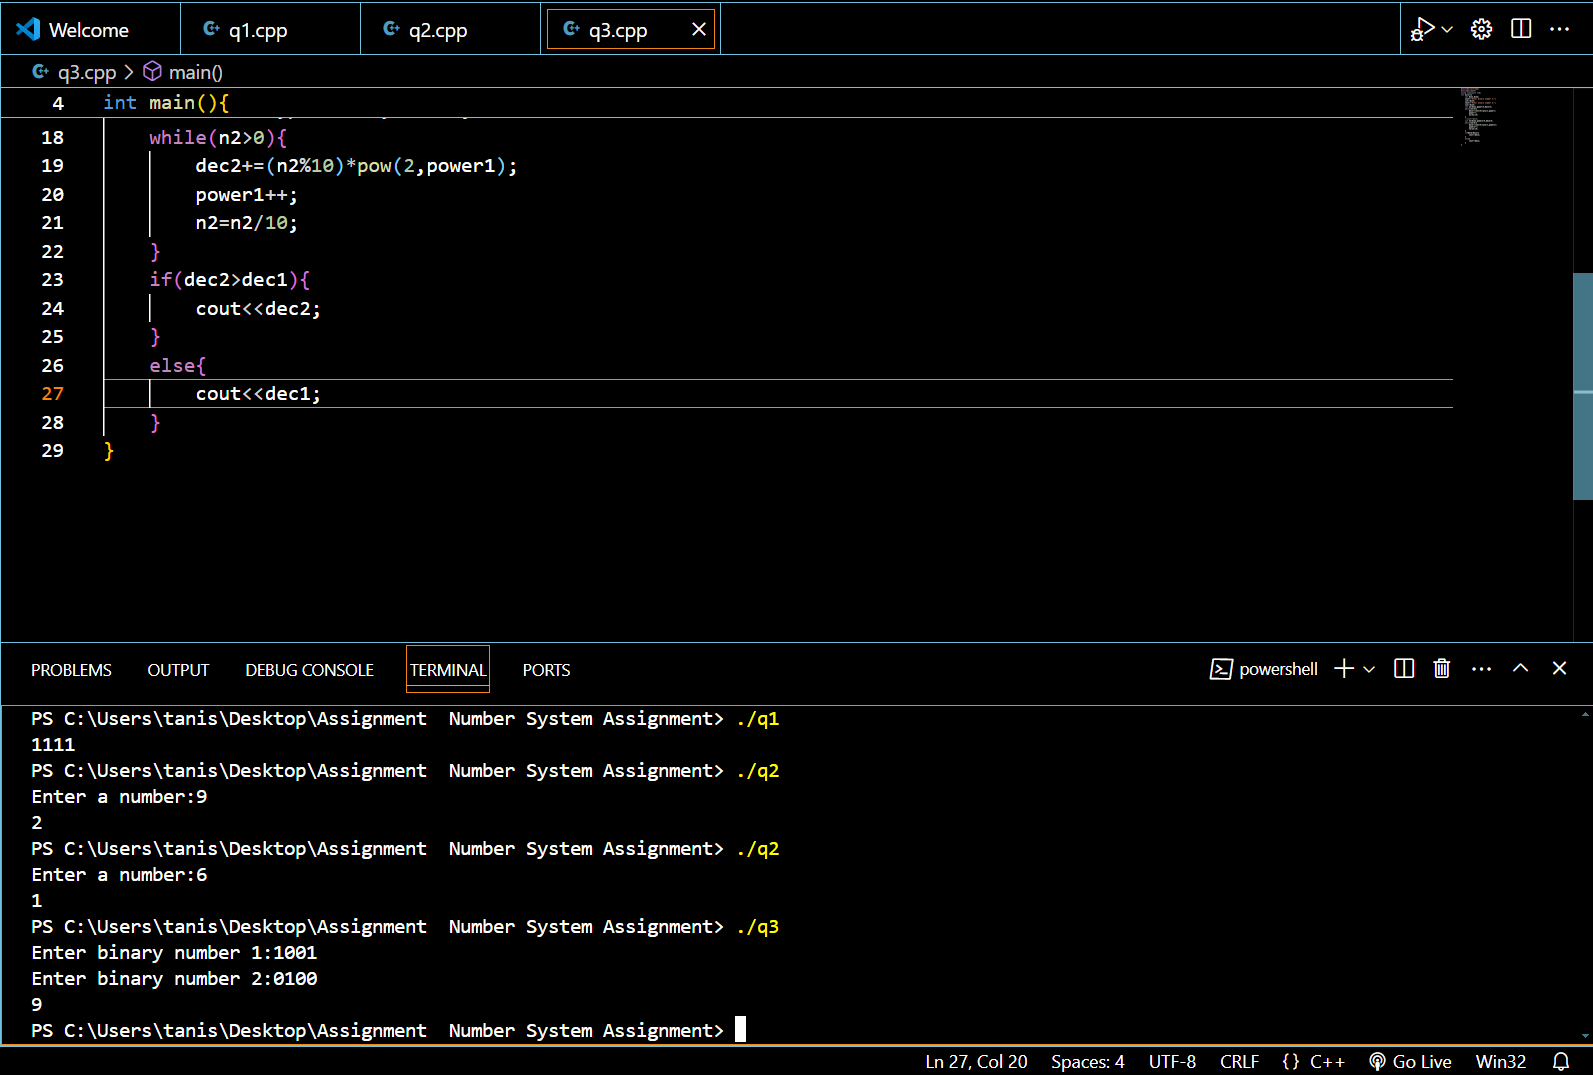 Welcome
q1.cpp
q2.cpp
q3.cpp
q3.cpp > main()
4 int main(){
18 while(n2>0){
19 dec2+=(n2%10)*pow(2,power1);
20 power1++;
21 n2=n2/10;
22 }
23 if(dec2>dec1){
24 cout<<dec2;
25 }
26 else{
27 cout<<dec1;
28 }
29 }
PROBLEMS OUTPUT DEBUG CONSOLE TERMINAL PORTS powershell
PS C:\Users\tanis\Desktop\Assignment  Number System Assignment> ./q1
1111
PS C:\Users\tanis\Desktop\Assignment  Number System Assignment> ./q2
Enter a number:9
2
PS C:\Users\tanis\Desktop\Assignment  Number System Assignment> ./q2
Enter a number:6
1
PS C:\Users\tanis\Desktop\Assignment  Number System Assignment> ./q3
Enter binary number 1:1001
Enter binary number 2:0100
9
PS C:\Users\tanis\Desktop\Assignment  Number System Assignment>
Ln 27, Col 20 Spaces: 4 UTF-8 CRLF {} C++ Go Live Win32